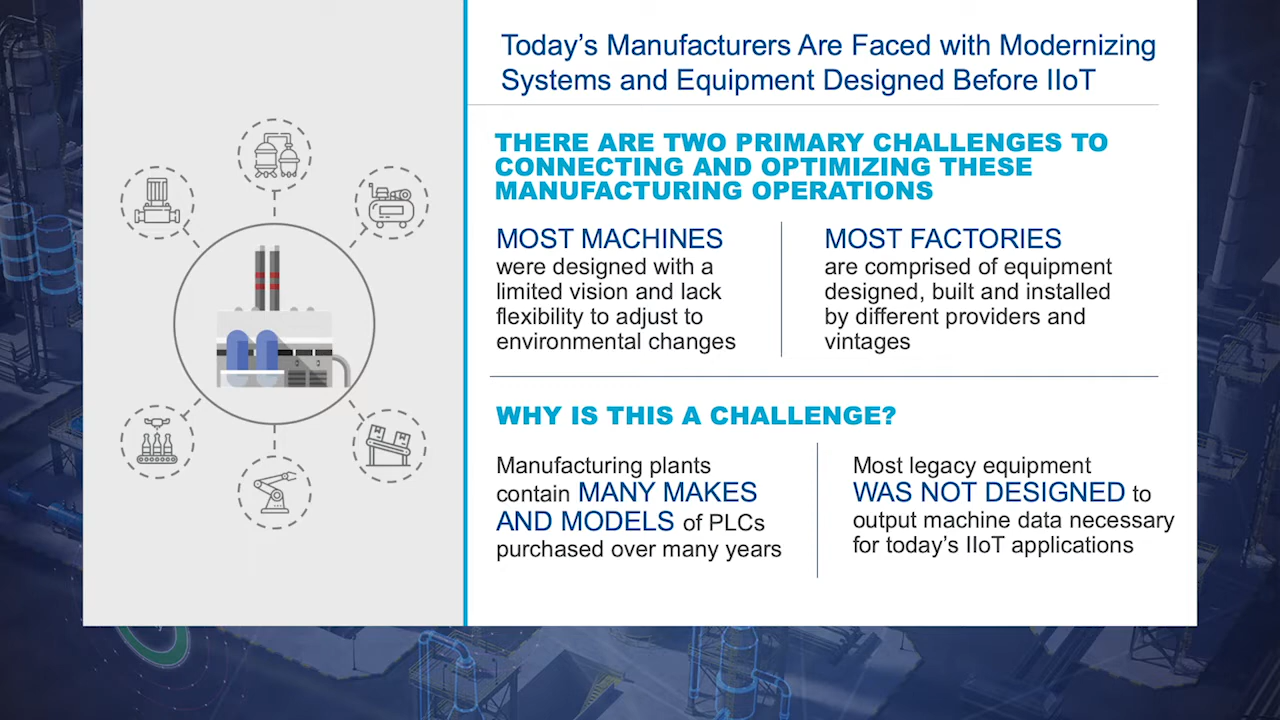 Today's Manufacturers Are Faced with Modernizing
Systems and Equipment Designed Before IIoT
THERE ARE TWO PRIMARY CHALLENGES TO
CONNECTING AND OPTIMIZING THESE
MANUFACTURING OPERATIONS
MOST MACHINES
were designed with a
limited vision and lack
flexibility to adjust to
environmental changes
MOST FACTORIES
are comprised of equipment
designed, built and installed
by different providers and
vintages
WHY IS THIS A CHALLENGE?
Manufacturing plants
contain MANY MAKES
AND MODELS of PLCs
purchased over many years
Most legacy equipment
WAS NOT DESIGNED to
output machine data necessary
for today's IIoT applications